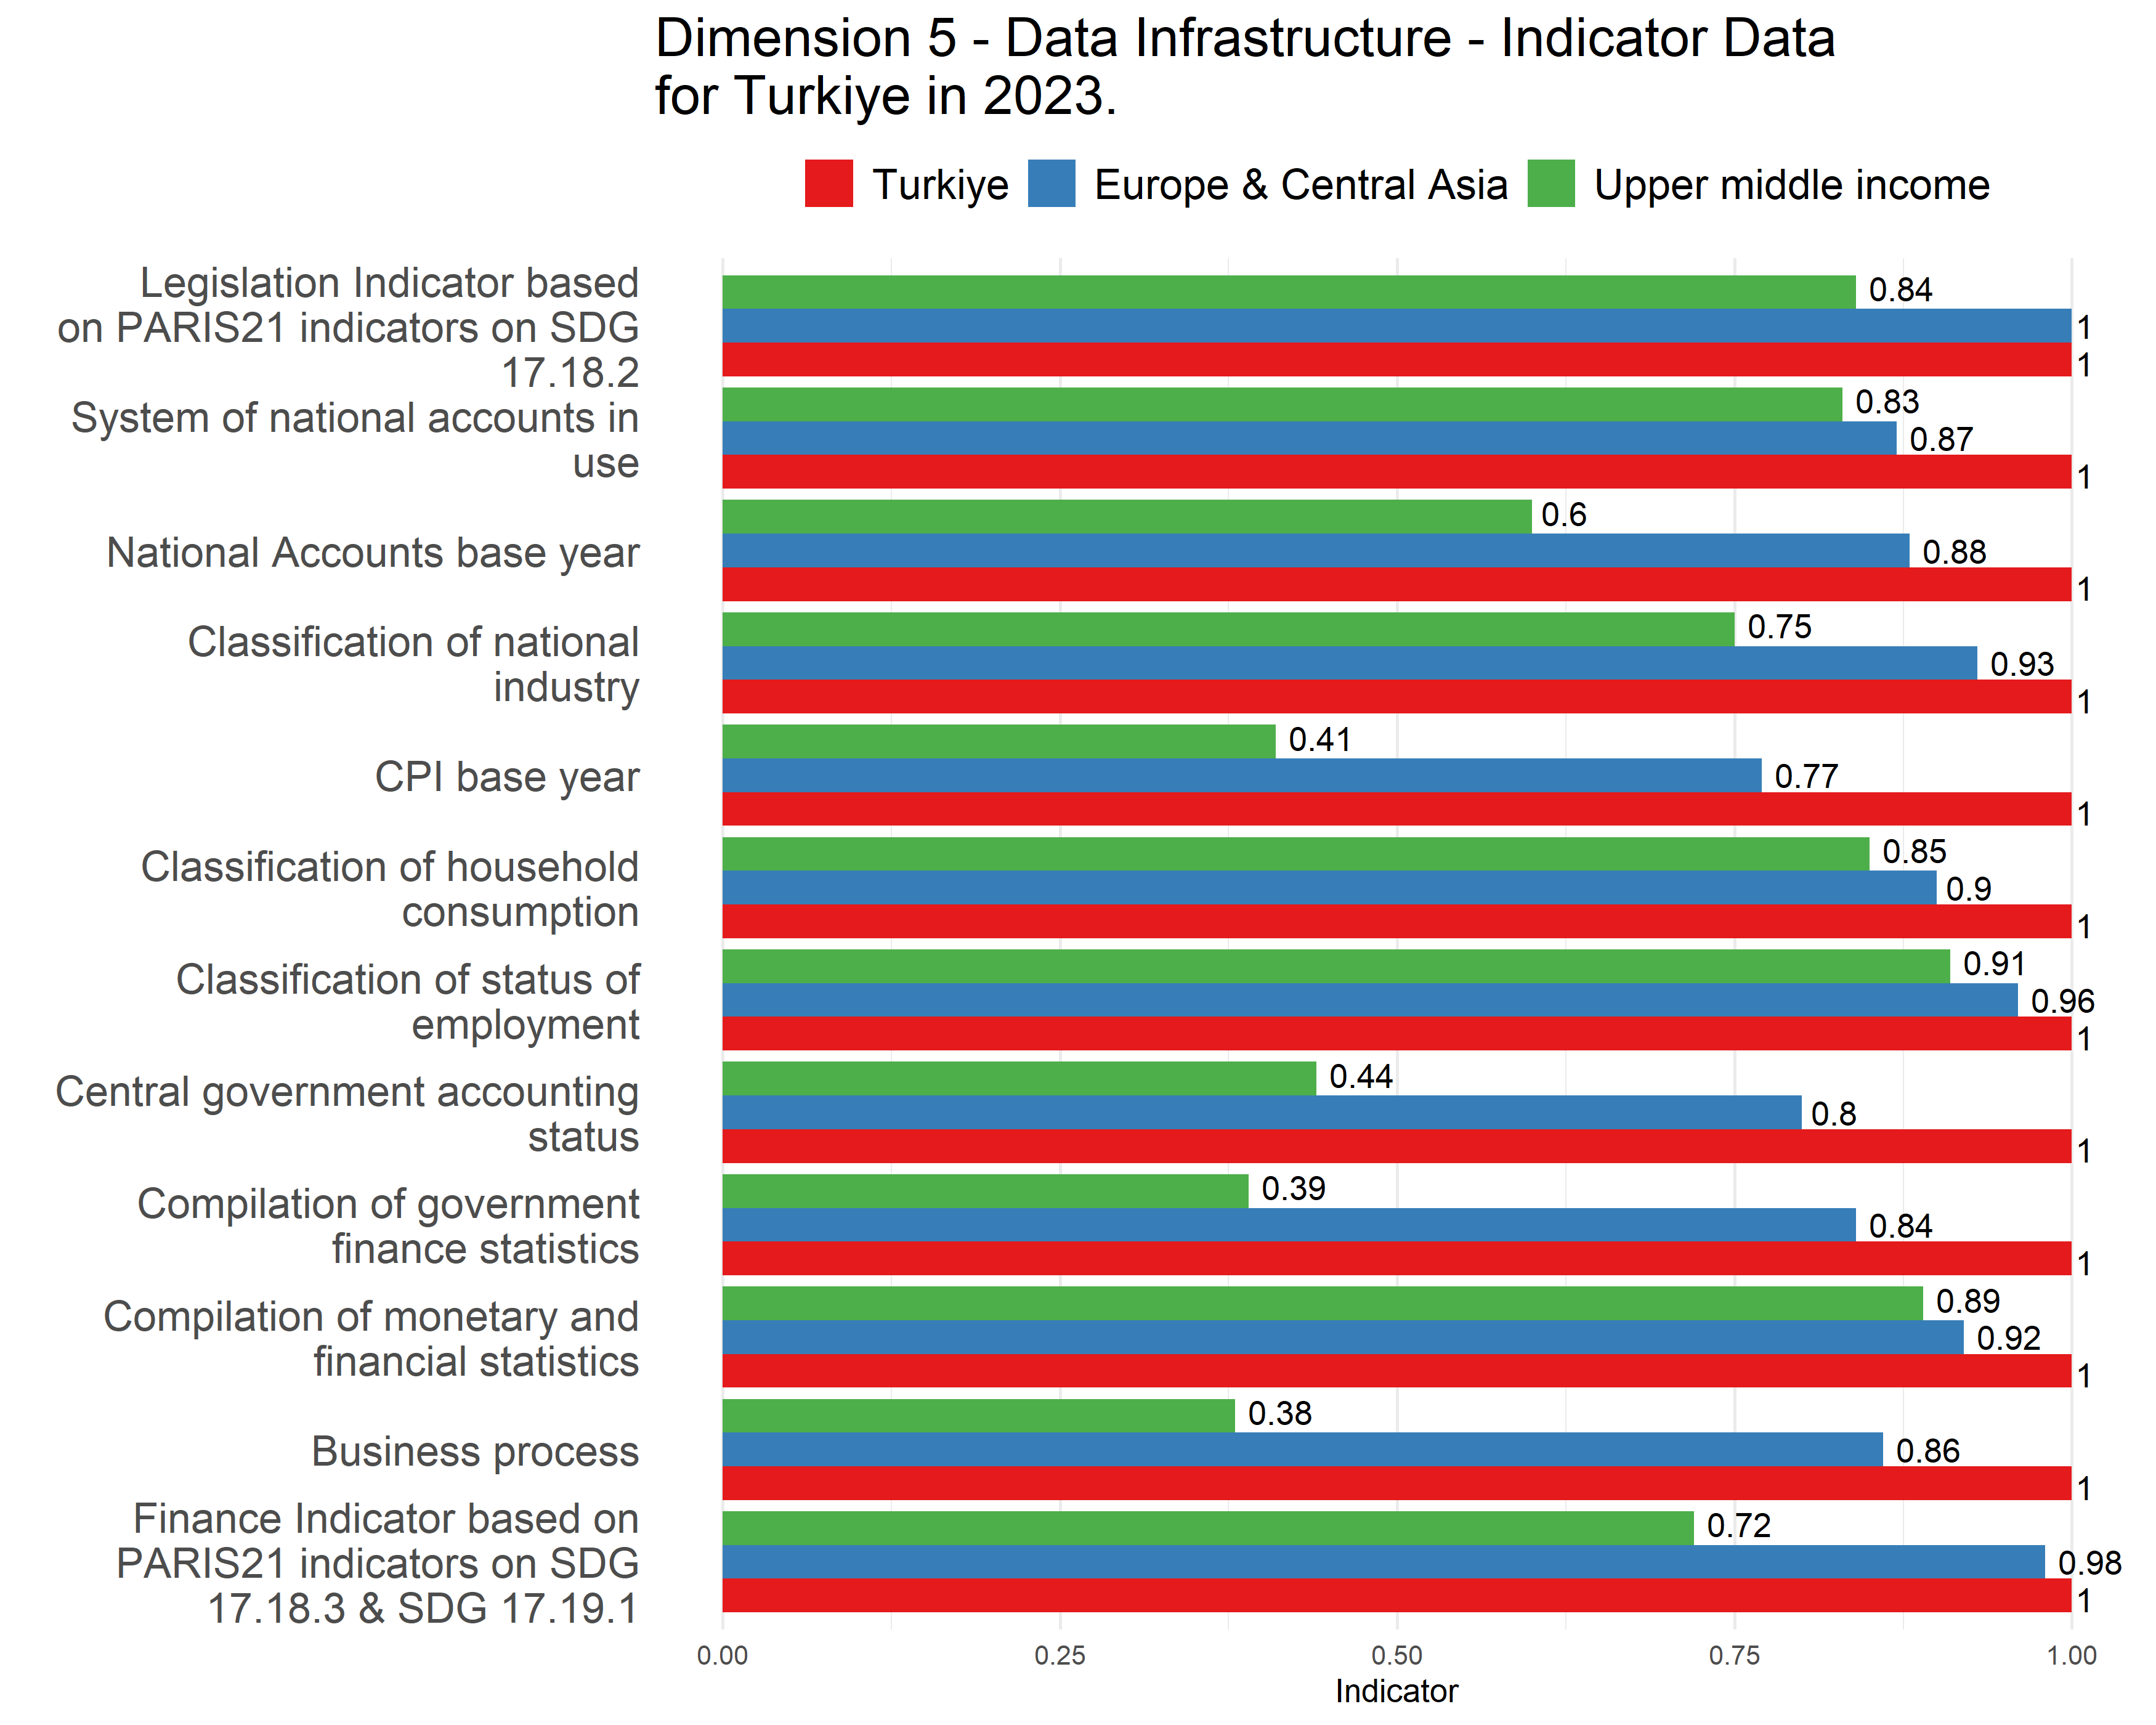 Dimension 5 - Data Infrastructure - Indicator Data
for Turkiye in 2023.
Turkiye
Europe & Central Asia
Upper middle income
Legislation Indicator based
on PARIS21 indicators on SDG
17.18.2
0.84
1
1
System of national accounts in
use
0.83
0.87
1
National Accounts base year
0.6
0.88
1
Classification of national
industry
0.75
0.93
1
CPI base year
0.41
0.77
1
Classification of household
consumption
0.85
0.9
1
Classification of status of
employment
0.91
0.96
1
Central government accounting
status
0.44
0.8
1
Compilation of government
finance statistics
0.39
0.84
1
Compilation of monetary and
financial statistics
0.89
0.92
1
Business process
0.38
0.86
1
Finance Indicator based on
PARIS21 indicators on SDG
17.18.3 & SDG 17.19.1
0.72
0.98
1
0.00
0.25
0.50
0.75
1.00
Indicator